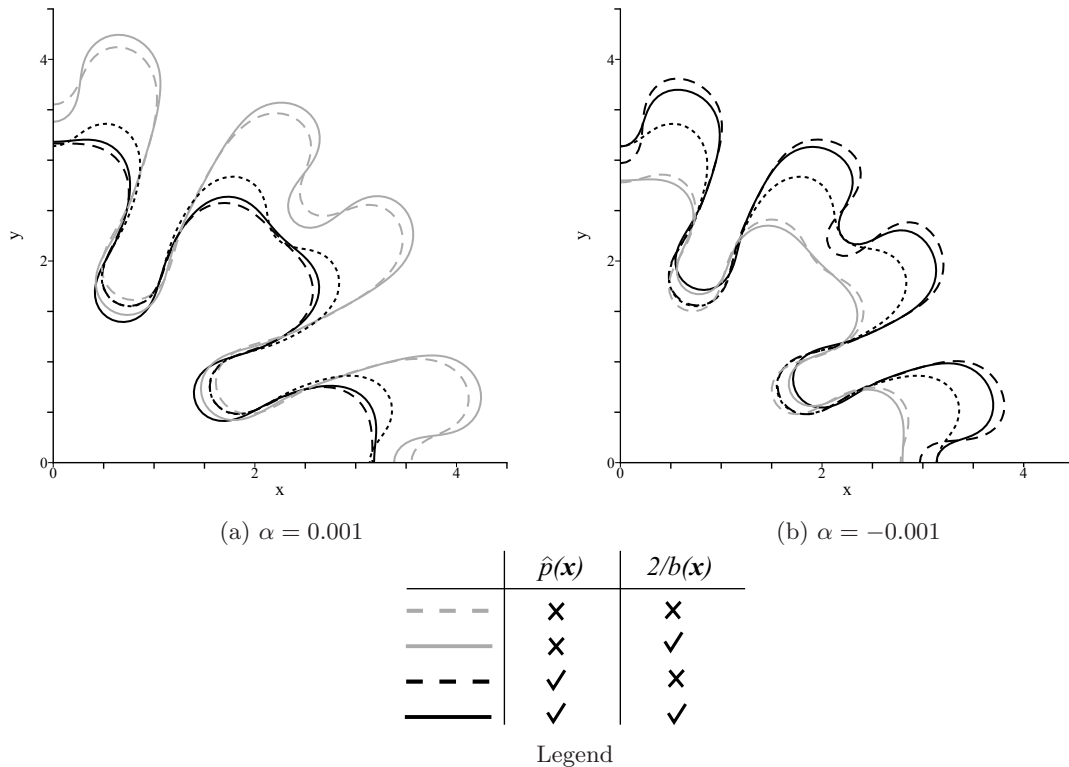 4
2
0
y
0
2
4
x
(a) α = 0.001
4
2
0
y
0
2
4
x
(b) α = −0.001
p̂(x) 2/b(x)
✗ ✗
✗ ✓
✓ ✗
✓ ✓
Legend